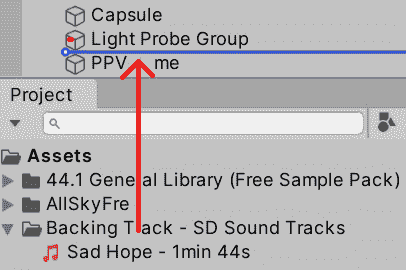 Capsule
Light Probe Group
PPV me
Project
Assets
44.1 General Library (Free Sample Pack)
AllSkyFre
Backing Track - SD Sound Tracks
Sad Hope - 1min 44s